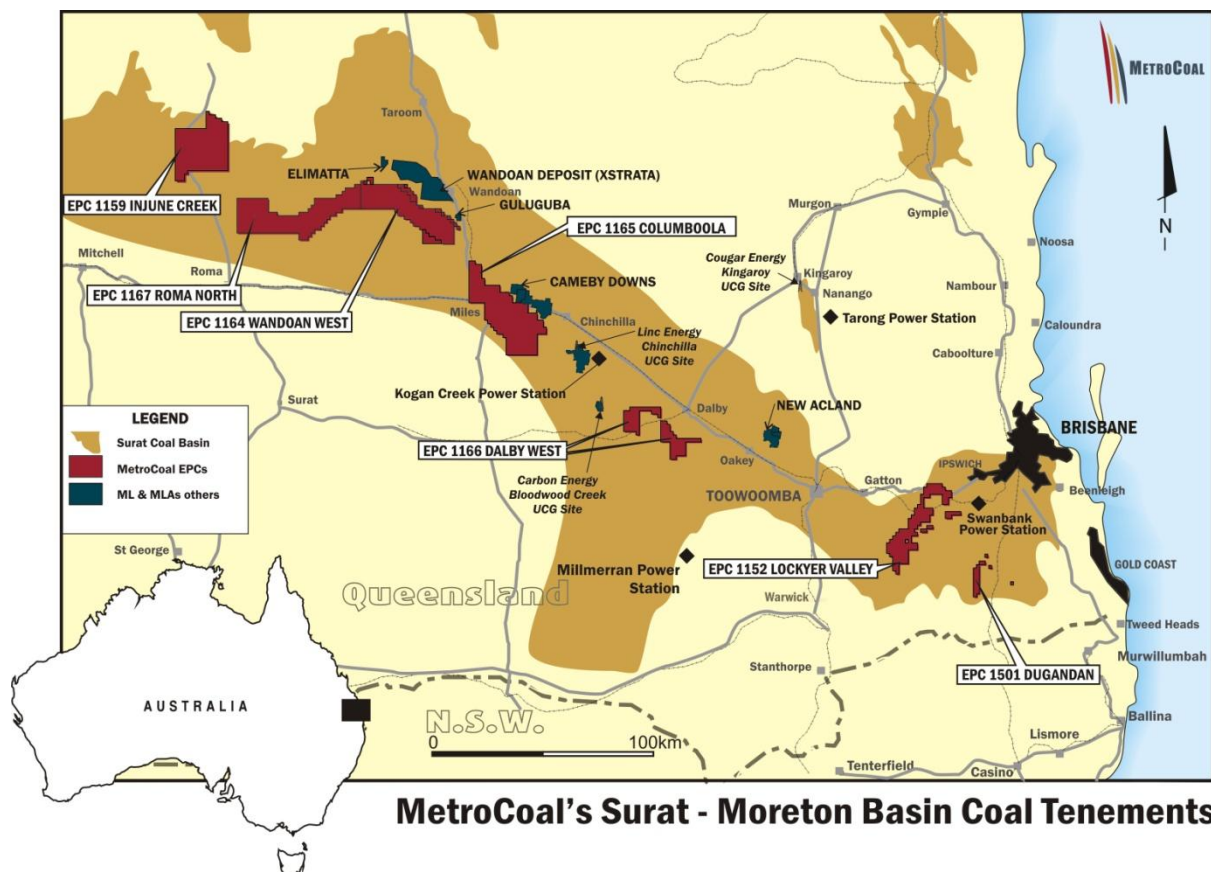 METROCOAL
N
Taroom
ELIMATTA
WANDOAN DEPOSIT (XSTRATA)
Wandoan
GULUGUBA
EPC 1159 INJUNE CREEK
EPC 1165 COLUMBOOLA
Mitchell
Roma
EPC 1167 ROMA NORTH
EPC 1164 WANDOAN WEST
CAMEBY DOWNS
Miles
Chinchilla
Linc Energy
Chinchilla
UCG Site
Kogan Creek Power Station
Murgon
Gympie
Noosa
Cougar Energy
Kingaroy
UCG Site
Kingaroy
Nanango
Nambour
Tarong Power Station
Caloundra
Caboolture
Surat
LEGEND
Surat Coal Basin
MetroCoal EPCs
ML & MLAs others
Dalby
NEW ACLAND
EPC 1166 DALBY WEST
Oakey
Carbon Energy
Bloodwood Creek
UCG Site
BRISBANE
IPSWICH
TOOWOOMBA
Gatton
Beenleigh
Swanbank
Power Station
St George
Millmerran Power
Station
EPC 1152 LOCKYER VALLEY
GOLD COAST
Queensland
Warwick
Tweed Heads
Stanthorpe
EPC 1501 DUGANDAN
Murwillumbah
AUSTRALIA
N.S.W.
0
100km
Ballina
Lismore
Tenterfield
Casino
MetroCoal's Surat - Moreton Basin Coal Tenements